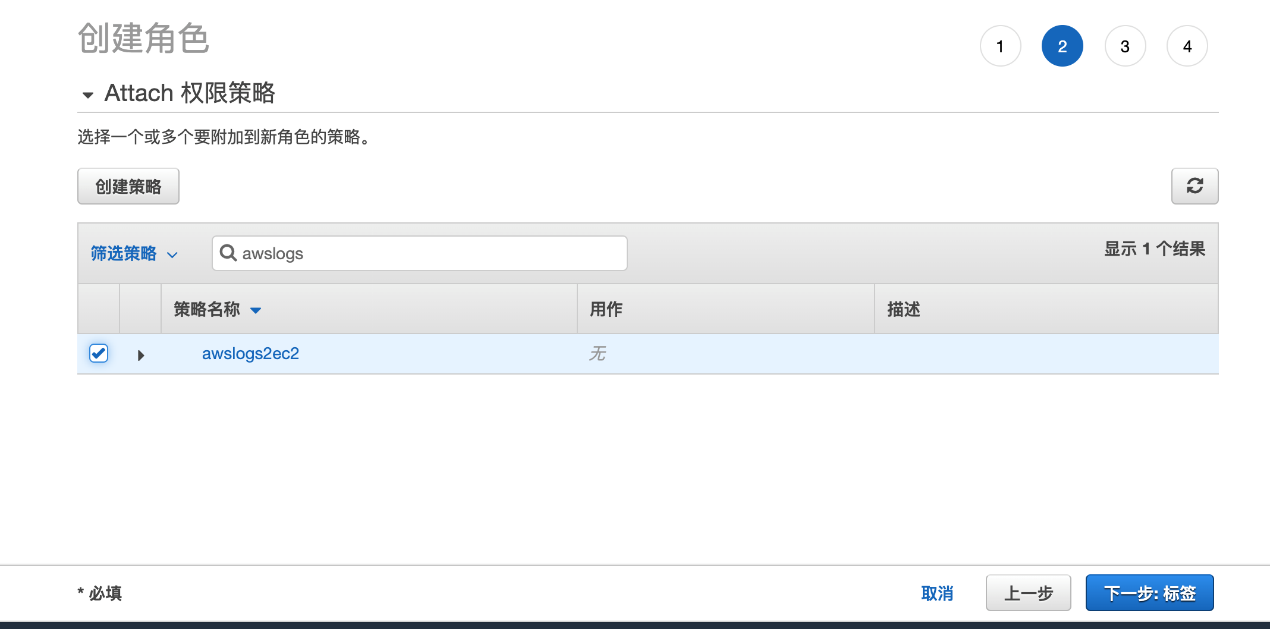 创建角色
1 2 3 4
Attach 权限策略
选择一个或多个要附加到新角色的策略。
创建策略
筛选策略 awslogs 显示 1 个结果
策略名称 用作 描述
awslogs2ec2 无
* 必填 取消 上一步 下一步: 标签